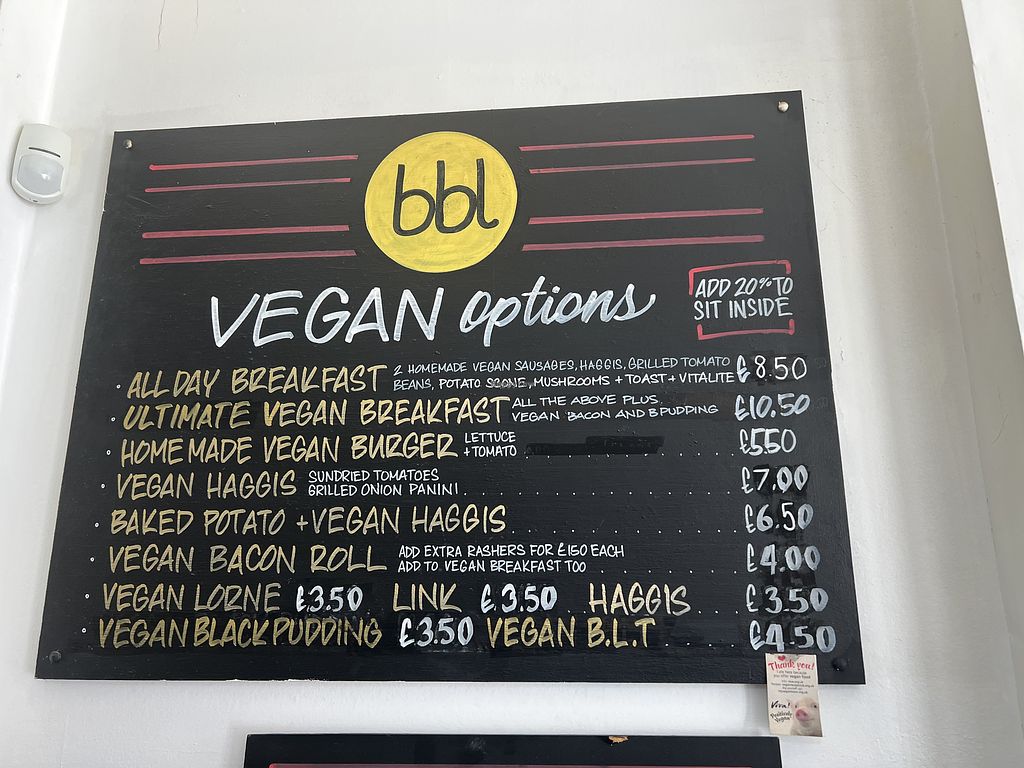 bbl
VEGAN options
ADD 20% TO
SIT INSIDE
ALL DAY BREAKFAST 2 HOMEMADE VEGAN SAUSAGES, HAGGIS, GRILLED TOMATO
BEANS, POTATO SCONE, MUSHROOMS + TOAST + VITALITE £8.50
ULTIMATE VEGAN BREAKFAST ALL THE ABOVE PLUS
VEGAN BACON AND B PUDDING £10.50
HOMEMADE VEGAN BURGER LETTUCE
+ TOMATO £5.50
VEGAN HAGGIS SUNDRIED TOMATOES
GRILLED ONION PANINI £7.00
BAKED POTATO + VEGAN HAGGIS £6.50
VEGAN BACON ROLL ADD EXTRA RASHERS FOR £1.50 EACH
ADD TO VEGAN BREAKFAST TOO £4.00
VEGAN LORNE £3.50 LINK £3.50 HAGGIS £3.50
VEGAN BLACK PUDDING £3.50 VEGAN B.L.T £4.50
Thank you!
Viva!
Positively
Vegan